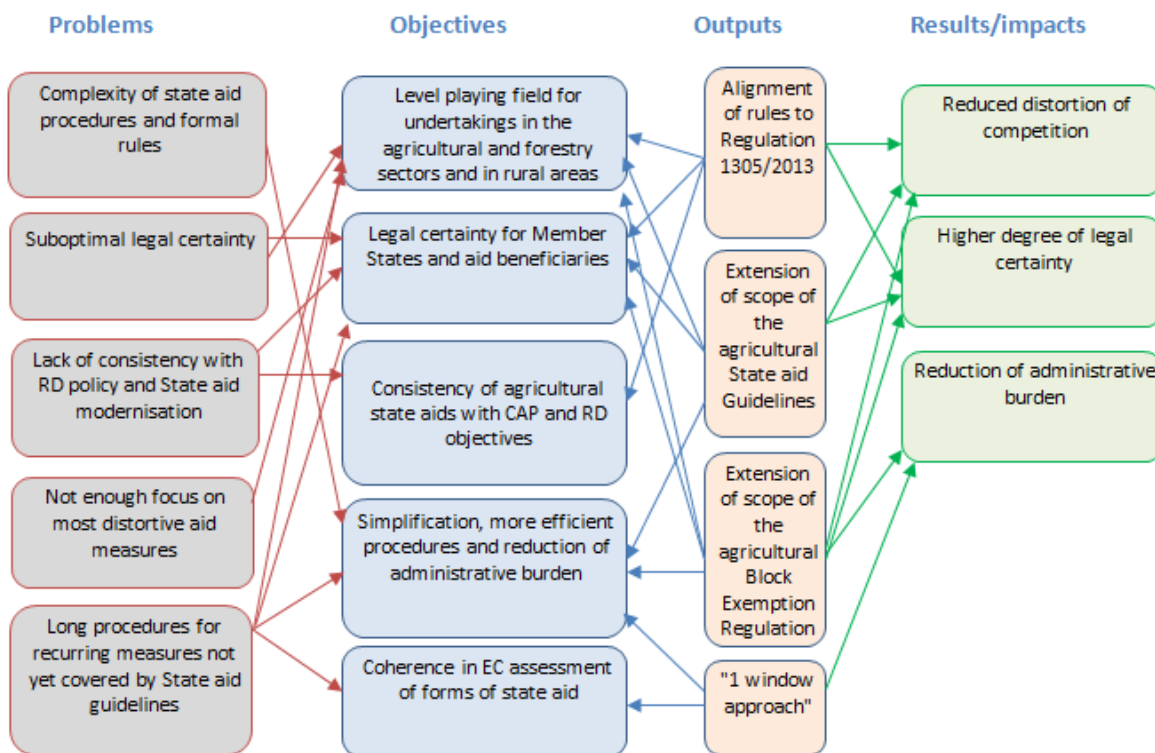 Problems
Objectives
Outputs
Results/impacts
Complexity of state aid
procedures and formal
rules
Suboptimal legal certainty
Lack of consistency with
RD policy and State aid
modernisation
Not enough focus on
most distortive aid
measures
Long procedures for
recurring measures not
yet covered by State aid
guidelines
Level playing field for
undertakings in the
agricultural and forestry
sectors and in rural areas
Legal certainty for Member
States and aid beneficiaries
Consistency of agricultural
state aids with CAP and RD
objectives
Simplification, more efficient
procedures and reduction of
administrative burden
Coherence in EC assessment
of forms of state aid
Alignment
of rules to
Regulation
1305/2013
Extension
of scope of
the
agricultural
State aid
Guidelines
Extension
of scope of
the
agricultural
Block
Exemption
Regulation
"1 window
approach"
Reduced distortion of
competition
Higher degree of legal
certainty
Reduction of administrative
burden